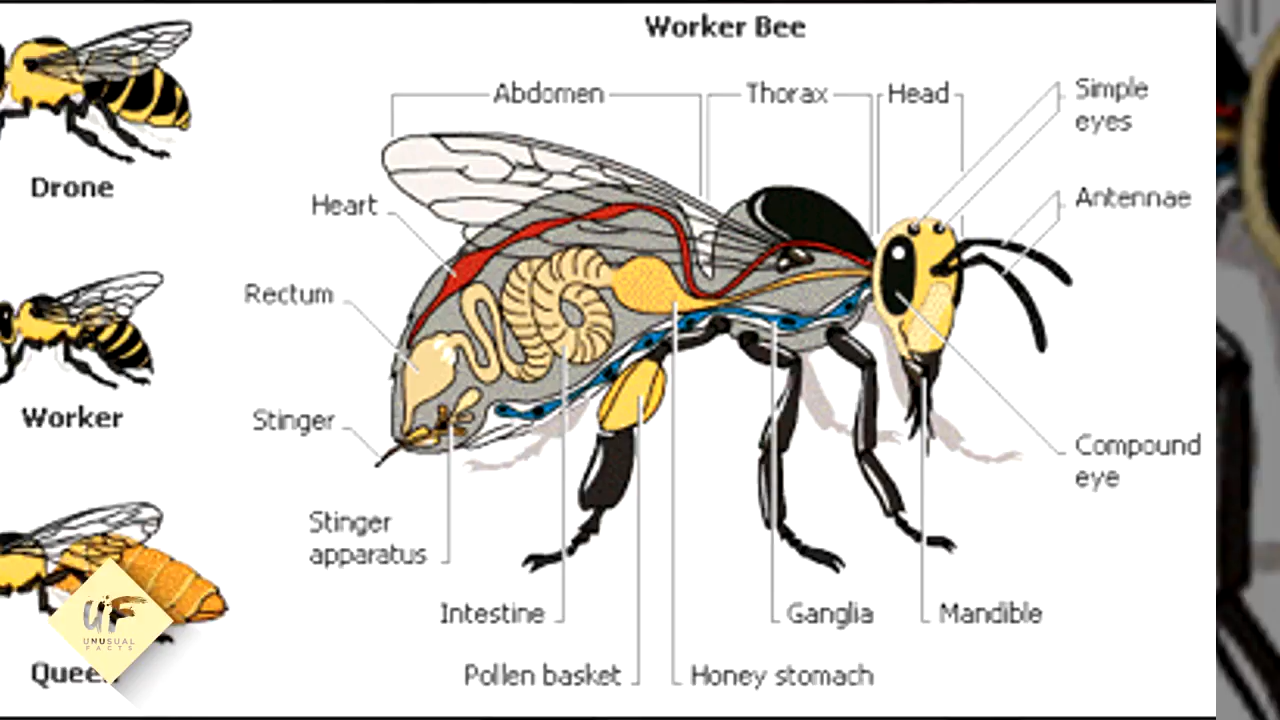 Worker Bee
Abdomen
Thorax
Head
Simple
eyes
Antennae
Drone
Heart
Rectum
Worker
Stinger
Compound
eye
Stinger
apparatus
Intestine
Ganglia
Mandible
UF
UNUSUAL
FACTS
Queen
Pollen basket
Honey stomach